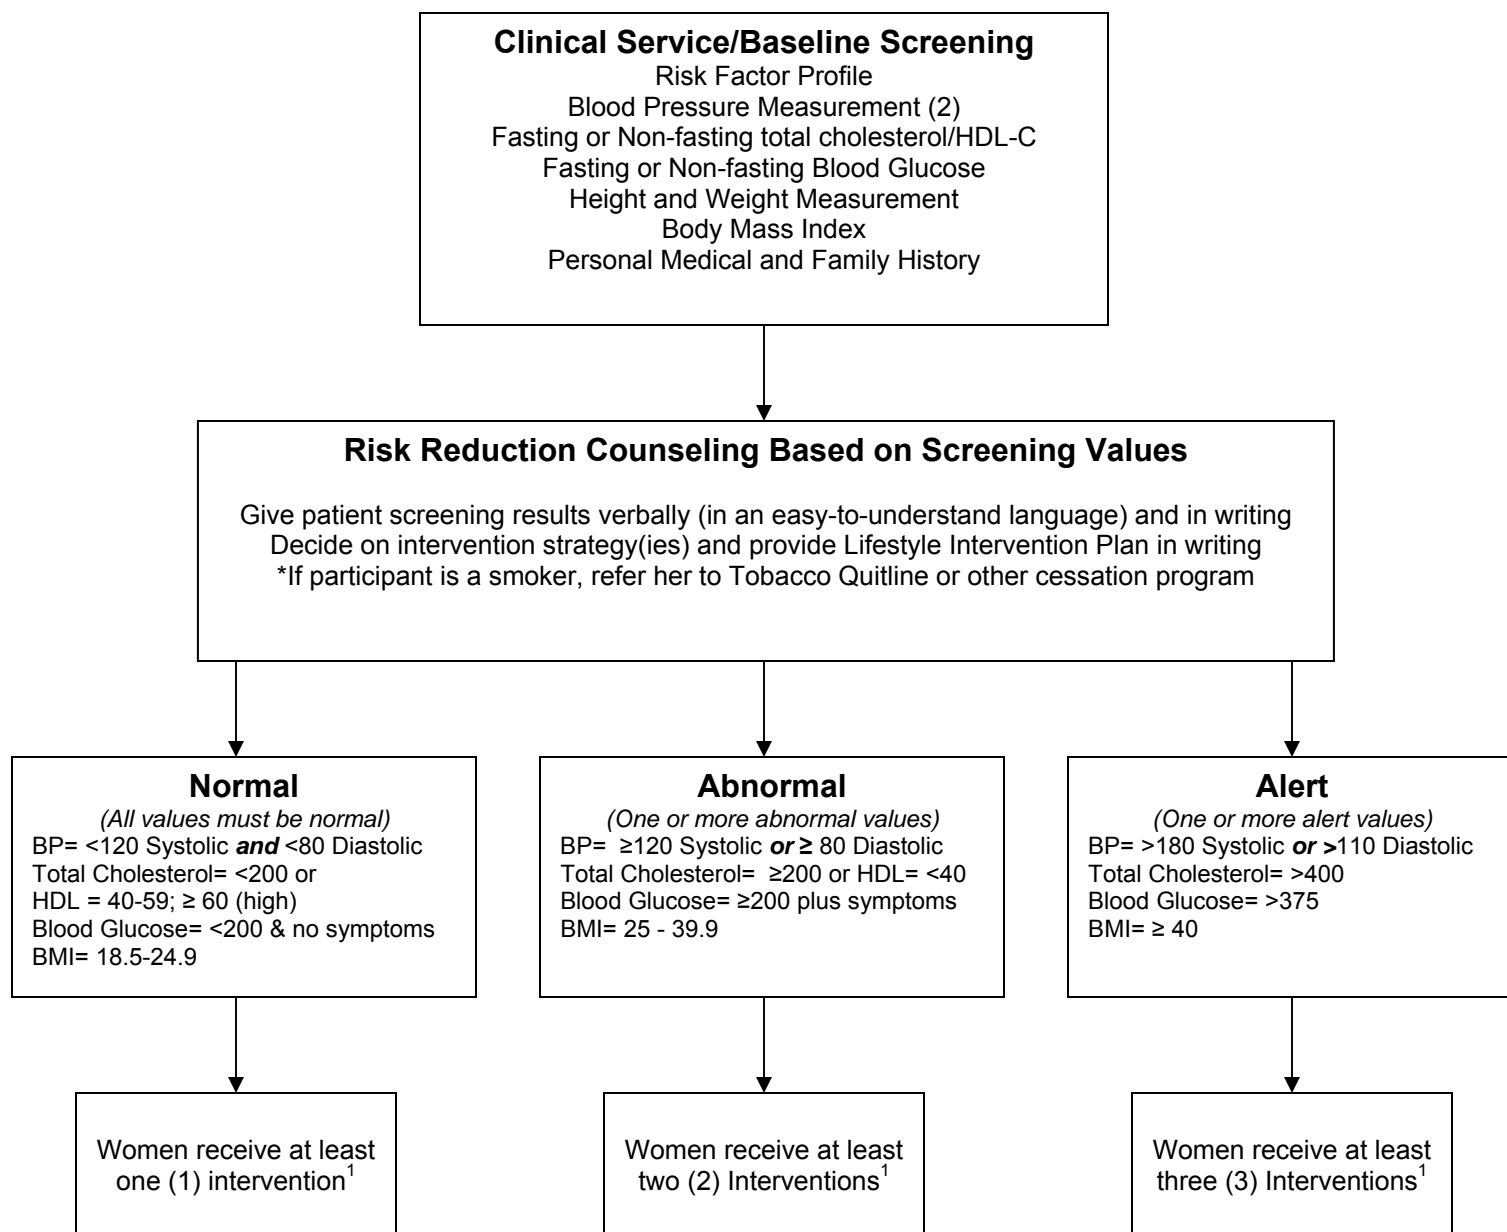 Clinical Service/Baseline Screening
Risk Factor Profile
Blood Pressure Measurement (2)
Fasting or Non-fasting total cholesterol/HDL-C
Fasting or Non-fasting Blood Glucose
Height and Weight Measurement
Body Mass Index
Personal Medical and Family History
Risk Reduction Counseling Based on Screening Values
Give patient screening results verbally (in an easy-to-understand language) and in writing
Decide on intervention strategy(ies) and provide Lifestyle Intervention Plan in writing
*If participant is a smoker, refer her to Tobacco Quitline or other cessation program
Normal
(All values must be normal)
BP= <120 Systolic and <80 Diastolic
Total Cholesterol= <200 or
HDL = 40-59; ≥ 60 (high)
Blood Glucose= <200 & no symptoms
BMI= 18.5-24.9
Abnormal
(One or more abnormal values)
BP= ≥120 Systolic or ≥ 80 Diastolic
Total Cholesterol= ≥200 or HDL= <40
Blood Glucose= ≥200 plus symptoms
BMI= 25 - 39.9
Alert
(One or more alert values)
BP= >180 Systolic or >110 Diastolic
Total Cholesterol= >400
Blood Glucose= >375
BMI= ≥ 40
Women receive at least
one (1) intervention¹
Women receive at least
two (2) Interventions¹
Women receive at least
three (3) Interventions¹